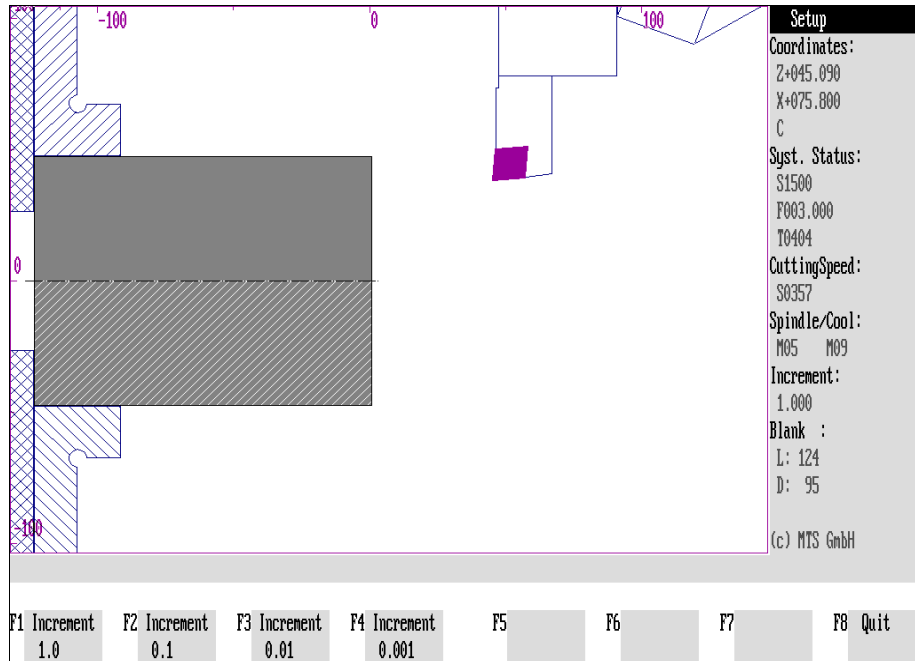 -100 0 100
0
-100
Setup
Coordinates:
Z+045.090
X+075.800
C
Syst. Status:
S1500
F003.000
T0404
CuttingSpeed:
S0357
Spindle/Cool:
M05 M09
Increment:
1.000
Blank :
L: 124
D: 95
(c) MTS GmbH
F1 Increment F2 Increment F3 Increment F4 Increment F5 F6 F7 F8 Quit
1.0 0.1 0.01 0.001